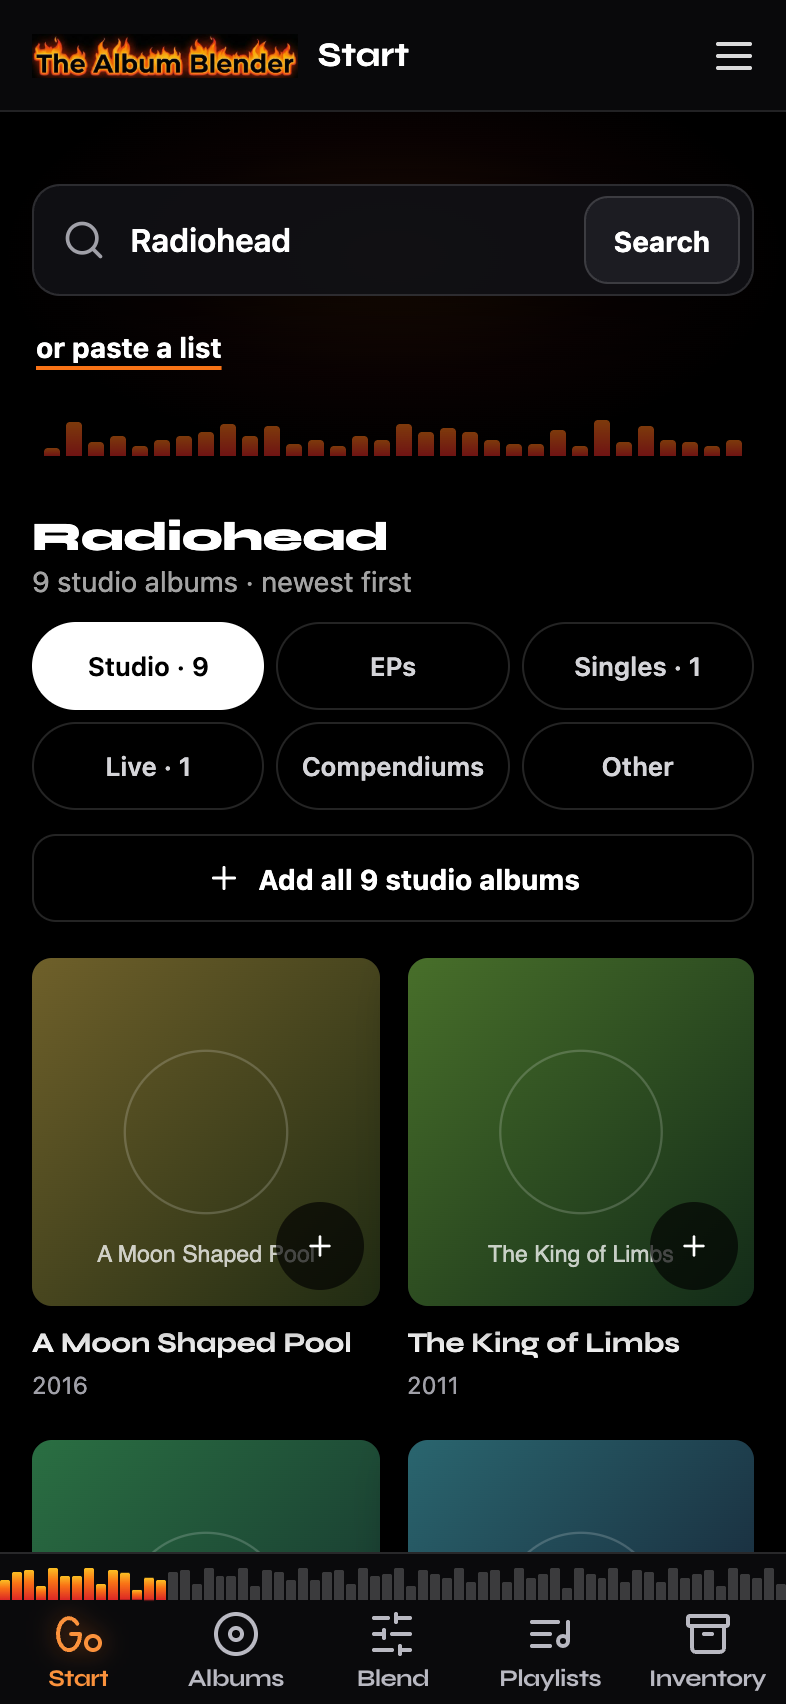 The Album Blender Start
Radiohead Search
or paste a list
Radiohead
9 studio albums · newest first
Studio · 9 EPs Singles · 1
Live · 1 Compendiums Other
+ Add all 9 studio albums
A Moon Shaped Pool + The King of Limbs +
A Moon Shaped Pool The King of Limbs
2016 2011
Go
Start Albums Blend Playlists Inventory